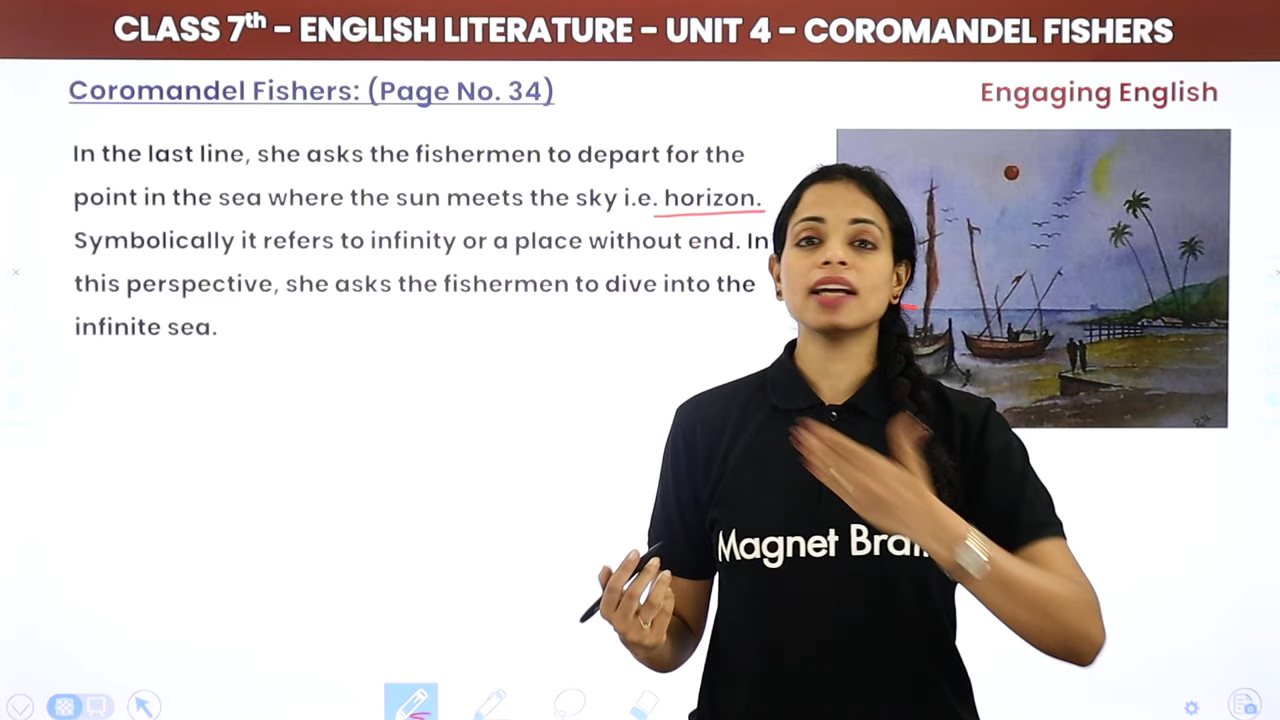 CLASS 7th - ENGLISH LITERATURE - UNIT 4 - COROMANDEL FISHERS
Coromandel Fishers: (Page No. 34)
Engaging English
In the last line, she asks the fishermen to depart for the
point in the sea where the sun meets the sky i.e. horizon.
Symbolically it refers to infinity or a place without end. In
this perspective, she asks the fishermen to dive into the
infinite sea.
Magnet